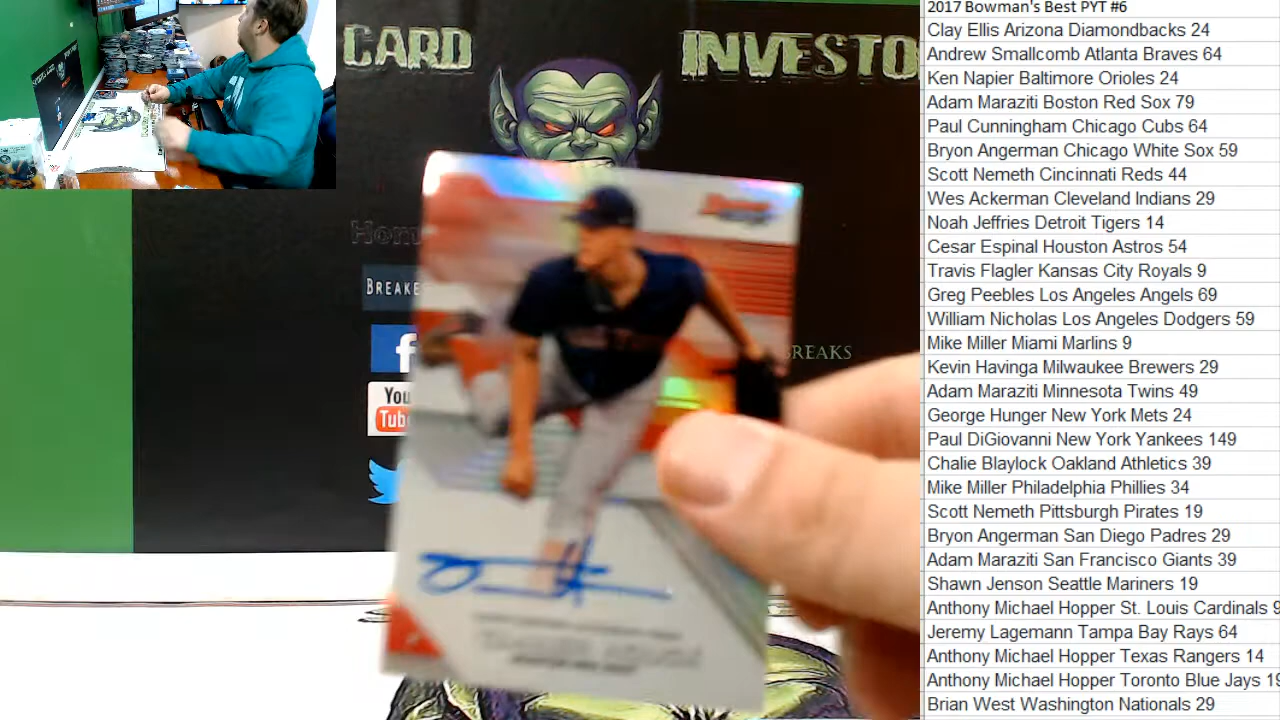 CARD INVESTO
Hom
BREAKE
BREAKS
f
You
Tube
2017 Bowman's Best PYT #6
Clay Ellis Arizona Diamondbacks 24
Andrew Smallcomb Atlanta Braves 64
Ken Napier Baltimore Orioles 24
Adam Maraziti Boston Red Sox 79
Paul Cunningham Chicago Cubs 64
Bryon Angerman Chicago White Sox 59
Scott Nemeth Cincinnati Reds 44
Wes Ackerman Cleveland Indians 29
Noah Jeffries Detroit Tigers 14
Cesar Espinal Houston Astros 54
Travis Flagler Kansas City Royals 9
Greg Peebles Los Angeles Angels 69
William Nicholas Los Angeles Dodgers 59
Mike Miller Miami Marlins 9
Kevin Havinga Milwaukee Brewers 29
Adam Maraziti Minnesota Twins 49
George Hunger New York Mets 24
Paul DiGiovanni New York Yankees 149
Chalie Blaylock Oakland Athletics 39
Mike Miller Philadelphia Phillies 34
Scott Nemeth Pittsburgh Pirates 19
Bryon Angerman San Diego Padres 29
Adam Maraziti San Francisco Giants 39
Shawn Jenson Seattle Mariners 19
Anthony Michael Hopper St. Louis Cardinals 9
Jeremy Lagemann Tampa Bay Rays 64
Anthony Michael Hopper Texas Rangers 14
Anthony Michael Hopper Toronto Blue Jays 19
Brian West Washington Nationals 29